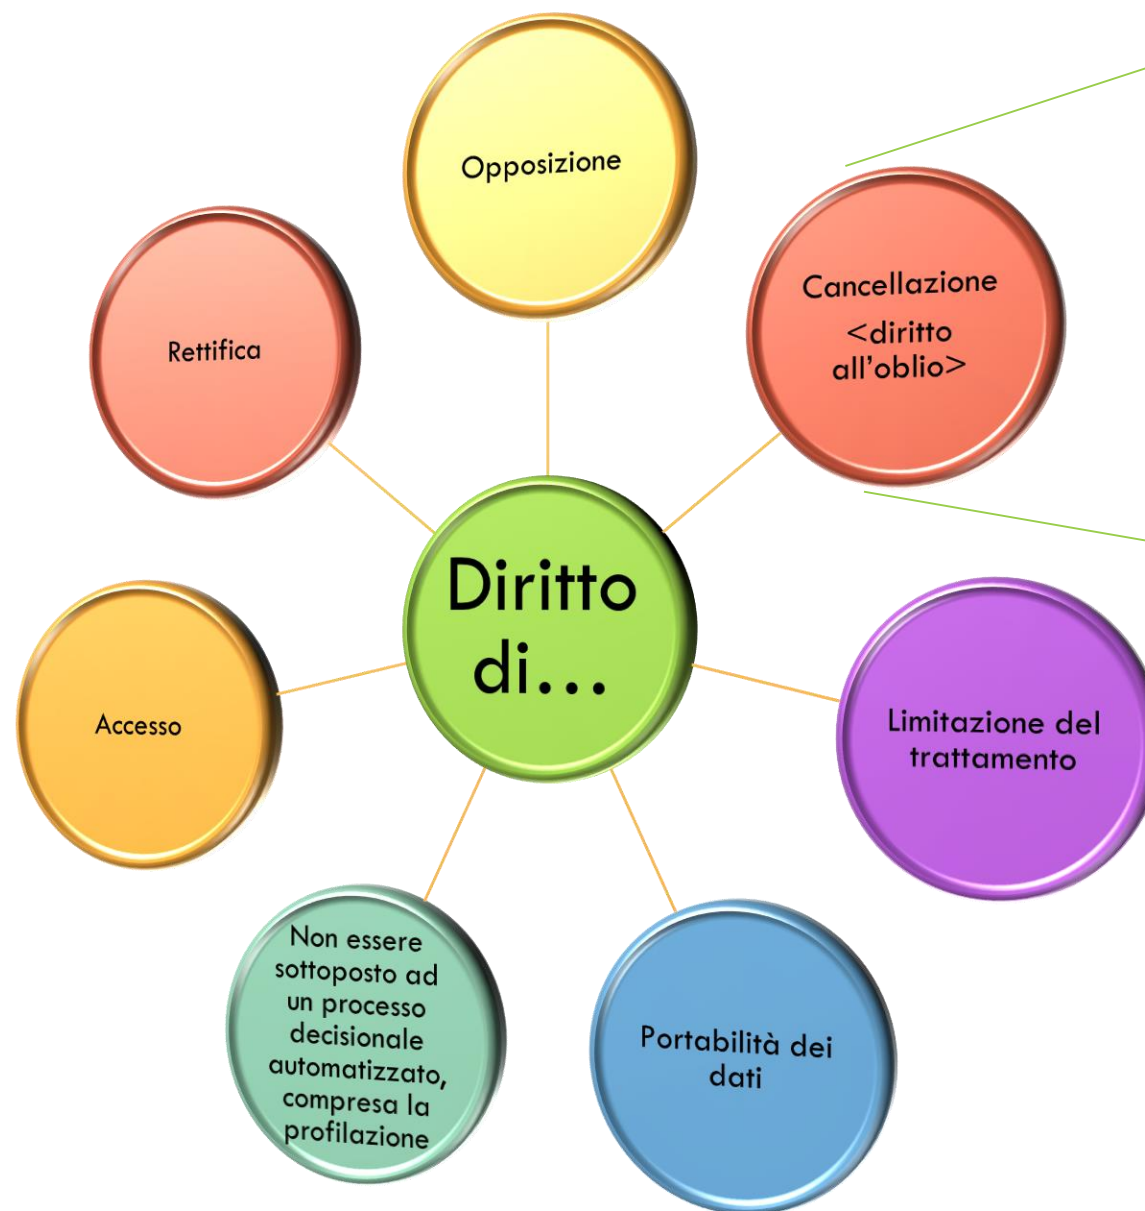 Opposizione
Cancellazione
<diritto
all’oblio>
Rettifica
Diritto
di…
Limitazione del
trattamento
Accesso
Non essere
sottoposto ad
un processo
decisionale
automatizzato,
compresa la
profilazione
Portabilità dei
dati